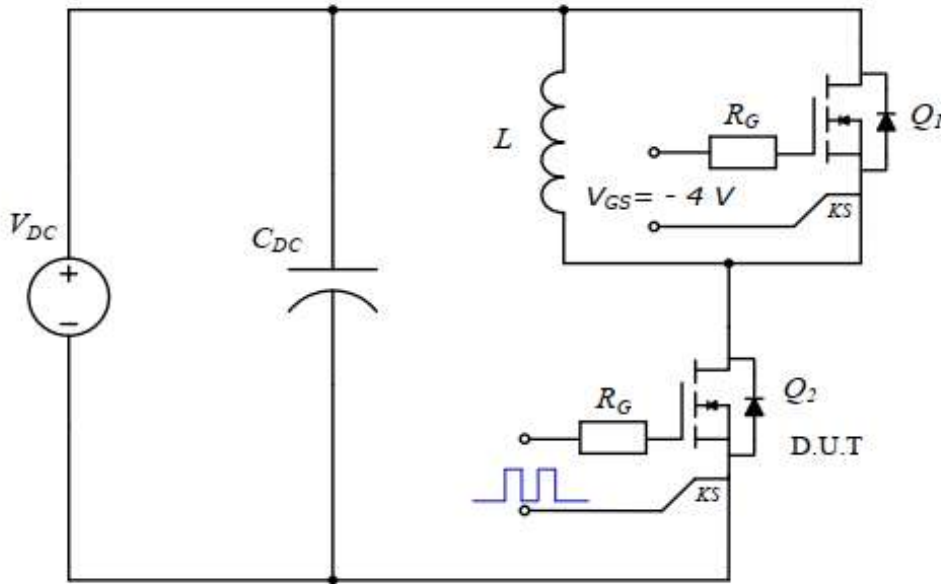 R_G
Q_1
L
V_GS = - 4 V
KS
V_DC
C_DC
+
−
R_G
Q_2
D.U.T
KS